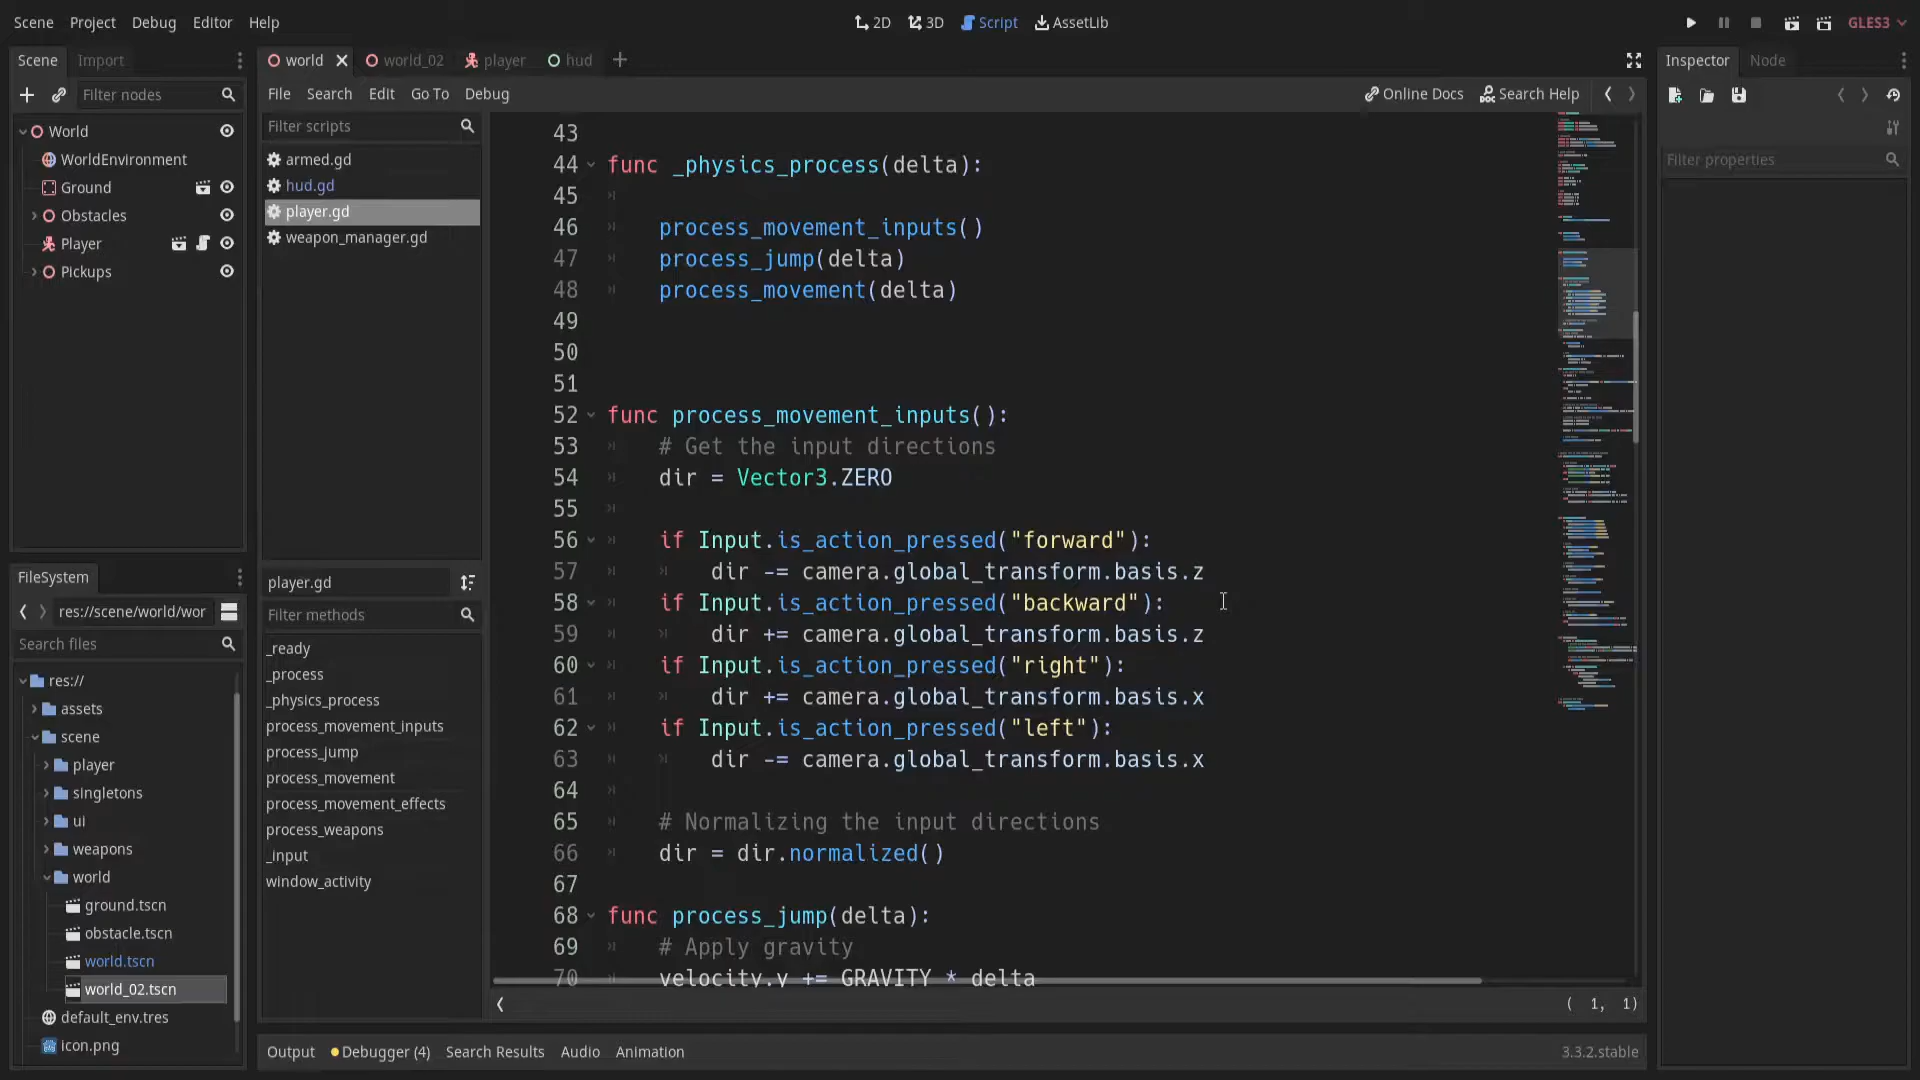 Scene Project Debug Editor Help
2D 3D Script AssetLib
GLES3
Scene Import
world world_02 player hud
Inspector Node
Filter nodes
File Search Edit Go To Debug
Online Docs Search Help
World
WorldEnvironment
Ground
Obstacles
Player
Pickups
Filter scripts
armed.gd
hud.gd
player.gd
weapon_manager.gd
player.gd
Filter methods
_ready
_process
_physics_process
process_movement_inputs
process_jump
process_movement
process_movement_effects
process_weapons
_input
window_activity
43
44 func _physics_process(delta):
45
46 process_movement_inputs()
47 process_jump(delta)
48 process_movement(delta)
49
50
51
52 func process_movement_inputs():
53 # Get the input directions
54 dir = Vector3.ZERO
55
56 if Input.is_action_pressed("forward"):
57 dir -= camera.global_transform.basis.z
58 if Input.is_action_pressed("backward"):
59 dir += camera.global_transform.basis.z
60 if Input.is_action_pressed("right"):
61 dir += camera.global_transform.basis.x
62 if Input.is_action_pressed("left"):
63 dir -= camera.global_transform.basis.x
64
65 # Normalizing the input directions
66 dir = dir.normalized()
67
68 func process_jump(delta):
69 # Apply gravity
70 velocity.y += GRAVITY * delta
( 1, 1)
Filter properties
FileSystem
res://scene/world/wor
Search files
res://
assets
scene
player
singletons
ui
weapons
world
ground.tscn
obstacle.tscn
world.tscn
world_02.tscn
default_env.tres
icon.png
Output Debugger (4) Search Results Audio Animation
3.3.2.stable